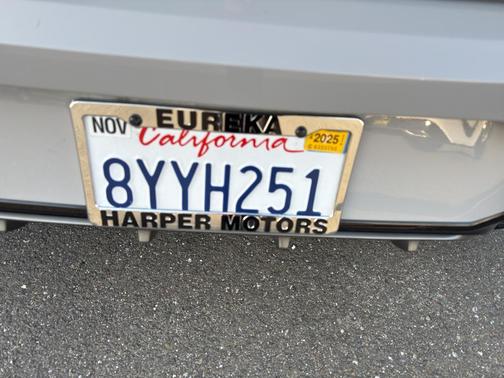 EUREKA
NOV California 2025
8YYH251
HARPER MOTORS